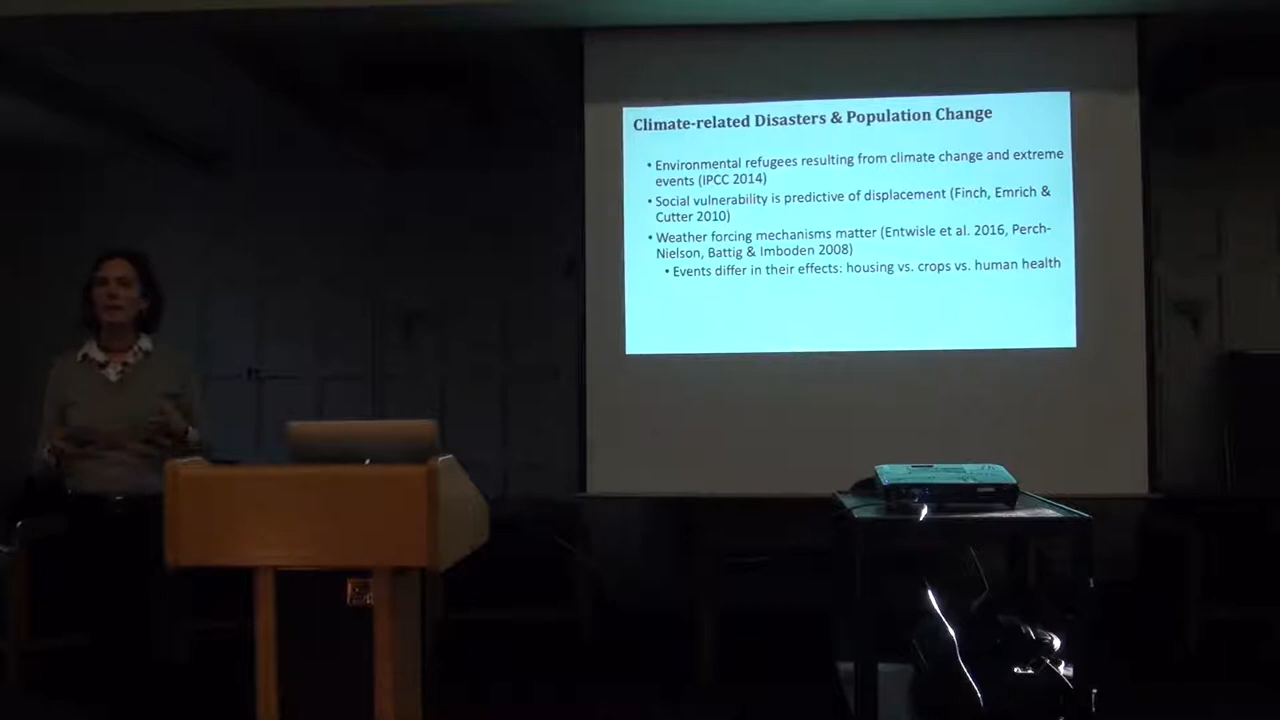 Climate-related Disasters & Population Change
• Environmental refugees resulting from climate change and extreme
events (IPCC 2014)
• Social vulnerability is predictive of displacement (Finch, Emrich &
Cutter 2010)
• Weather forcing mechanisms matter (Entwisle et al. 2016, Perch-
Nielson, Battig & Imboden 2008)
• Events differ in their effects: housing vs. crops vs. human health